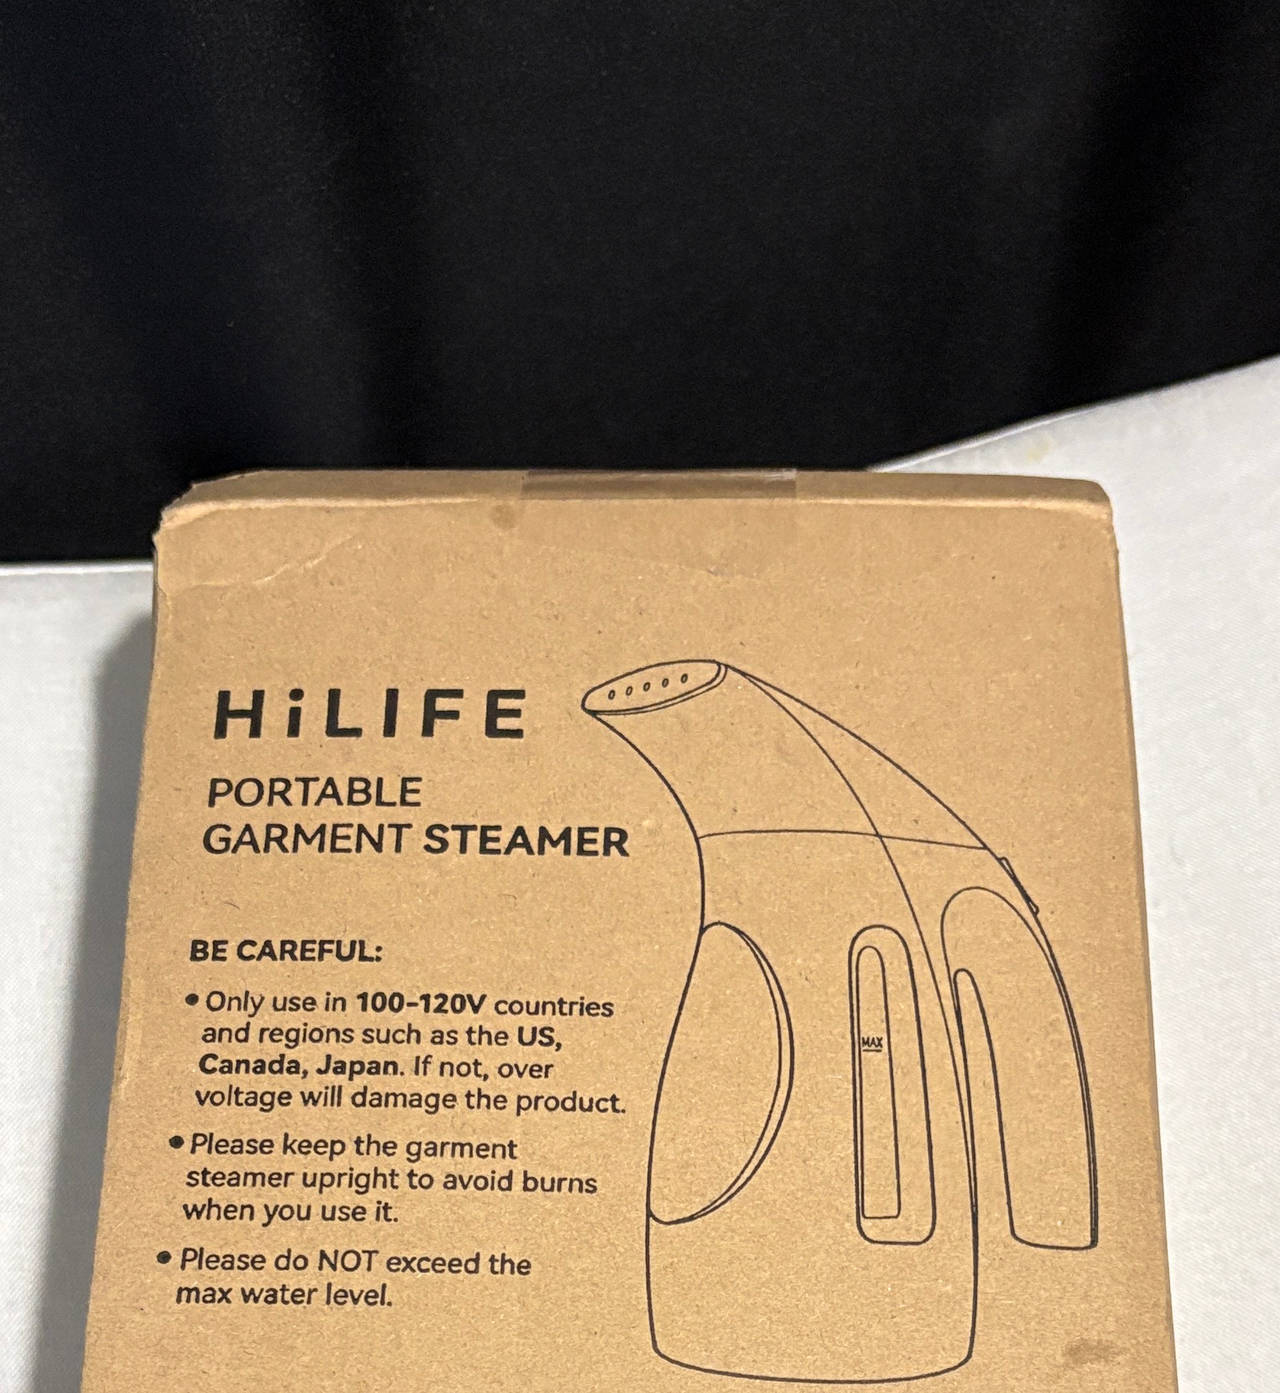 HiLIFE
PORTABLE
GARMENT STEAMER
BE CAREFUL:
• Only use in 100-120V countries
and regions such as the US,
Canada, Japan. If not, over
voltage will damage the product.
• Please keep the garment
steamer upright to avoid burns
when you use it.
• Please do NOT exceed the
max water level.
MAX